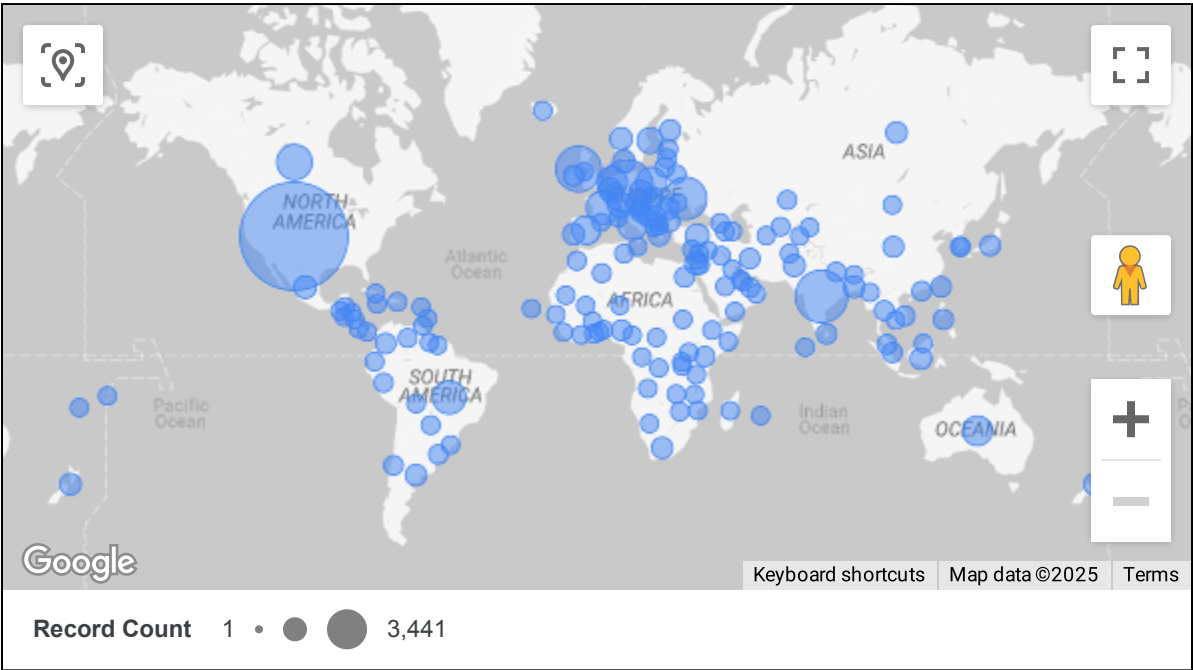 ASIA
NORTH
AMERICA
Atlantic
Ocean
AFRICA
SOUTH
AMERICA
Pacific
Ocean
Indian
Ocean
OCEANIA
Google
Keyboard shortcuts
Map data ©2025
Terms
Record Count 1 3,441